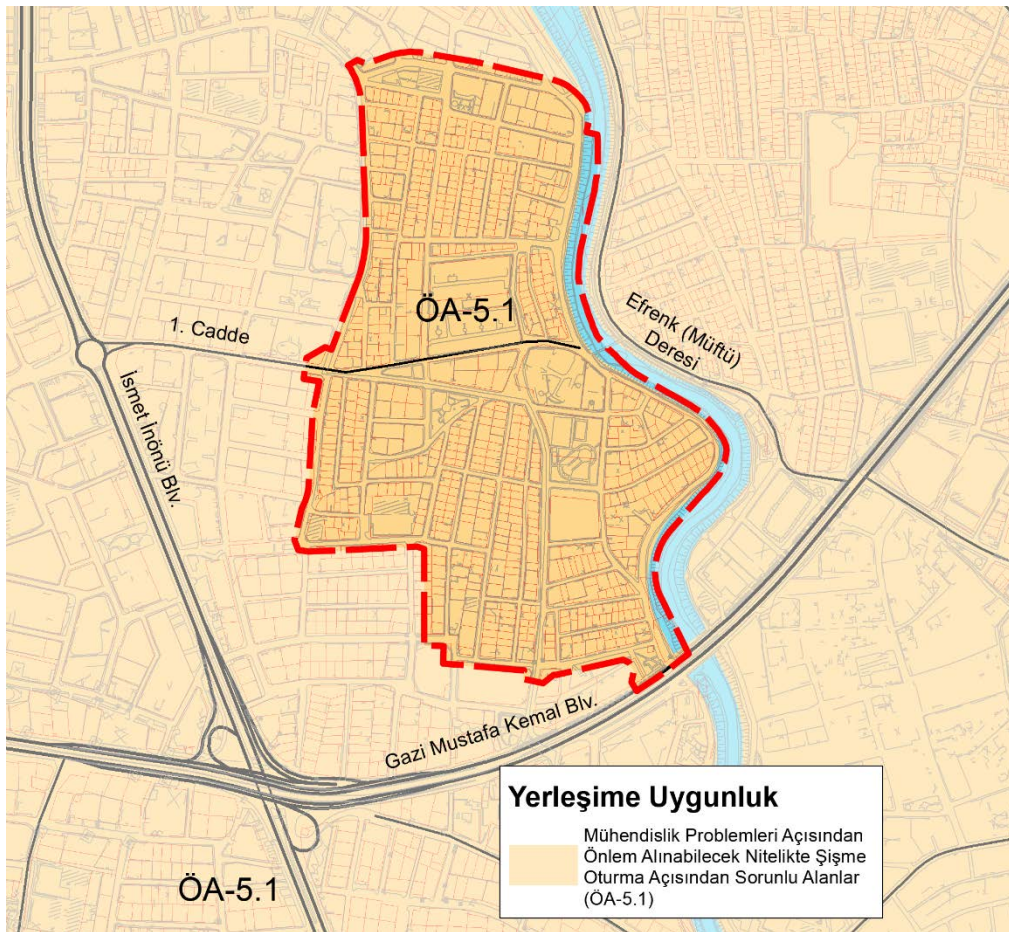 ÖA-5.1
1. Cadde
Efrenk (Müftü)
Deresi
İsmet İnönü Blv.
Gazi Mustafa Kemal Blv.
ÖA-5.1
Yerleşime Uygunluk
Mühendislik Problemleri Açısından
Önlem Alınabilecek Nitelikte Şişme
Oturma Açısından Sorunlu Alanlar
(ÖA-5.1)